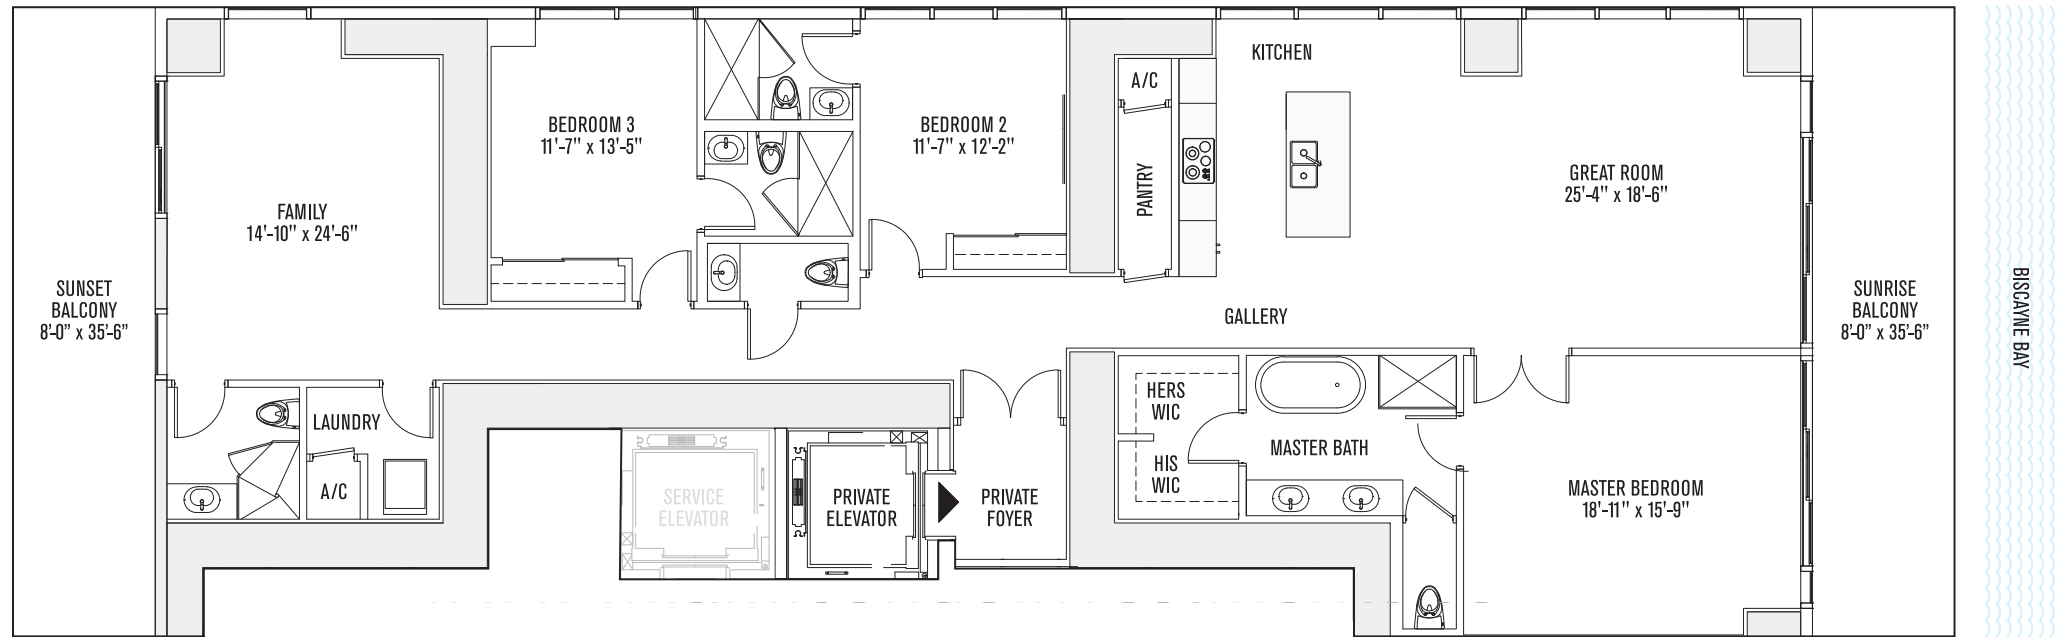 SUNSET
BALCONY
8'-0" x 35'-6"
FAMILY
14'-10" x 24'-6"
LAUNDRY
A/C
BEDROOM 3
11'-7" x 13'-5"
BEDROOM 2
11'-7" x 12'-2"
SERVICE
ELEVATOR
PRIVATE
ELEVATOR
PRIVATE
FOYER
A/C
PANTRY
KITCHEN
GALLERY
GREAT ROOM
25'-4" x 18'-6"
HERS
WIC
HIS
WIC
MASTER BATH
MASTER BEDROOM
18'-11" x 15'-9"
SUNRISE
BALCONY
8'-0" x 35'-6"
BISCAYNE BAY